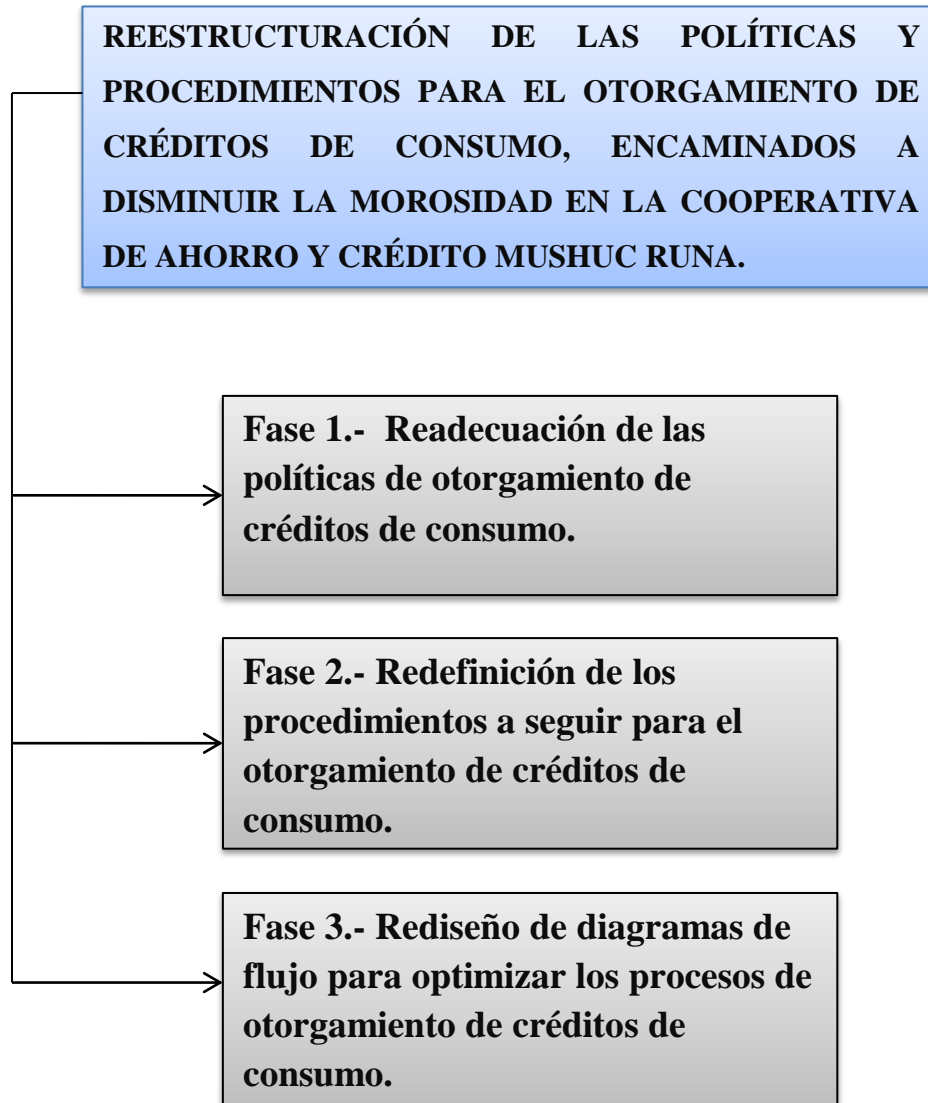 REESTRUCTURACIÓN DE LAS POLÍTICAS Y
PROCEDIMIENTOS PARA EL OTORGAMIENTO DE
CRÉDITOS DE CONSUMO, ENCAMINADOS A
DISMINUIR LA MOROSIDAD EN LA COOPERATIVA
DE AHORRO Y CRÉDITO MUSHUC RUNA.
Fase 1.- Readecuación de las
políticas de otorgamiento de
créditos de consumo.
Fase 2.- Redefinición de los
procedimientos a seguir para el
otorgamiento de créditos de
consumo.
Fase 3.- Rediseño de diagramas de
flujo para optimizar los procesos de
otorgamiento de créditos de
consumo.